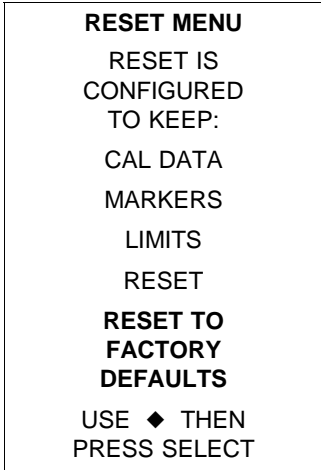 RESET MENU
RESET IS
CONFIGURED
TO KEEP:
CAL DATA
MARKERS
LIMITS
RESET
RESET TO
FACTORY
DEFAULTS
USE ◆ THEN
PRESS SELECT